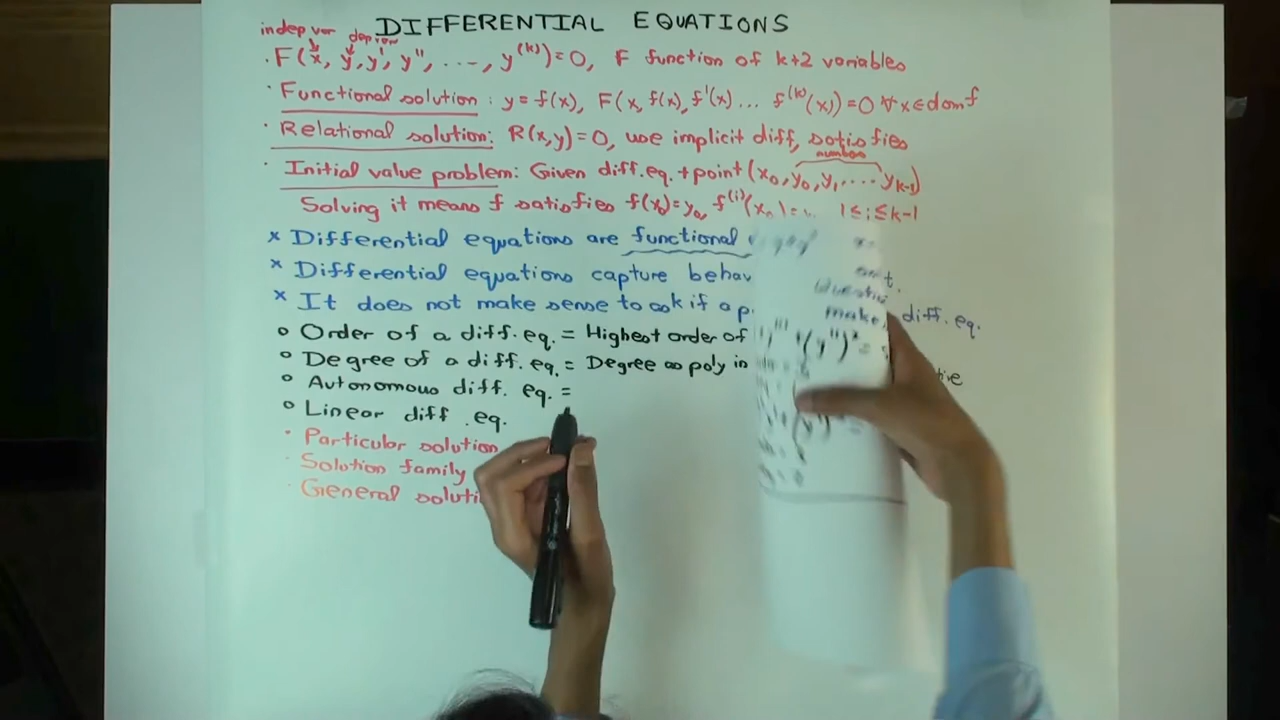 DIFFERENTIAL EQUATIONS
indep var dep var
· F(x, y, y', y'', ..., y^(k)) = 0, F function of k+2 variables
· Functional solution : y = f(x), F(x, f(x), f'(x) ... f^(k)(x)) = 0 ∀ x ∈ dom f
· Relational solution: R(x,y) = 0, use implicit diff, satisfies
numbers
· Initial value problem: Given diff. eq. + point (x₀, y₀, y₁, .... y_{k-1})
Solving it means f satisfies f(x₀) = y₀, f^(i)(x₀) = 1 ≤ i ≤ k-1
x Differential equations are functional
x Differential equations capture behav t.
x It does not make sense to ask if a p diff. eq.
o Order of a diff. eq. = Highest order of
o Degree of a diff. eq. = Degree as poly in tive
o Autonomous diff. eq. =
o Linear diff. eq.
· Particular solution
· Solution family
· General soluti
make
(y'')